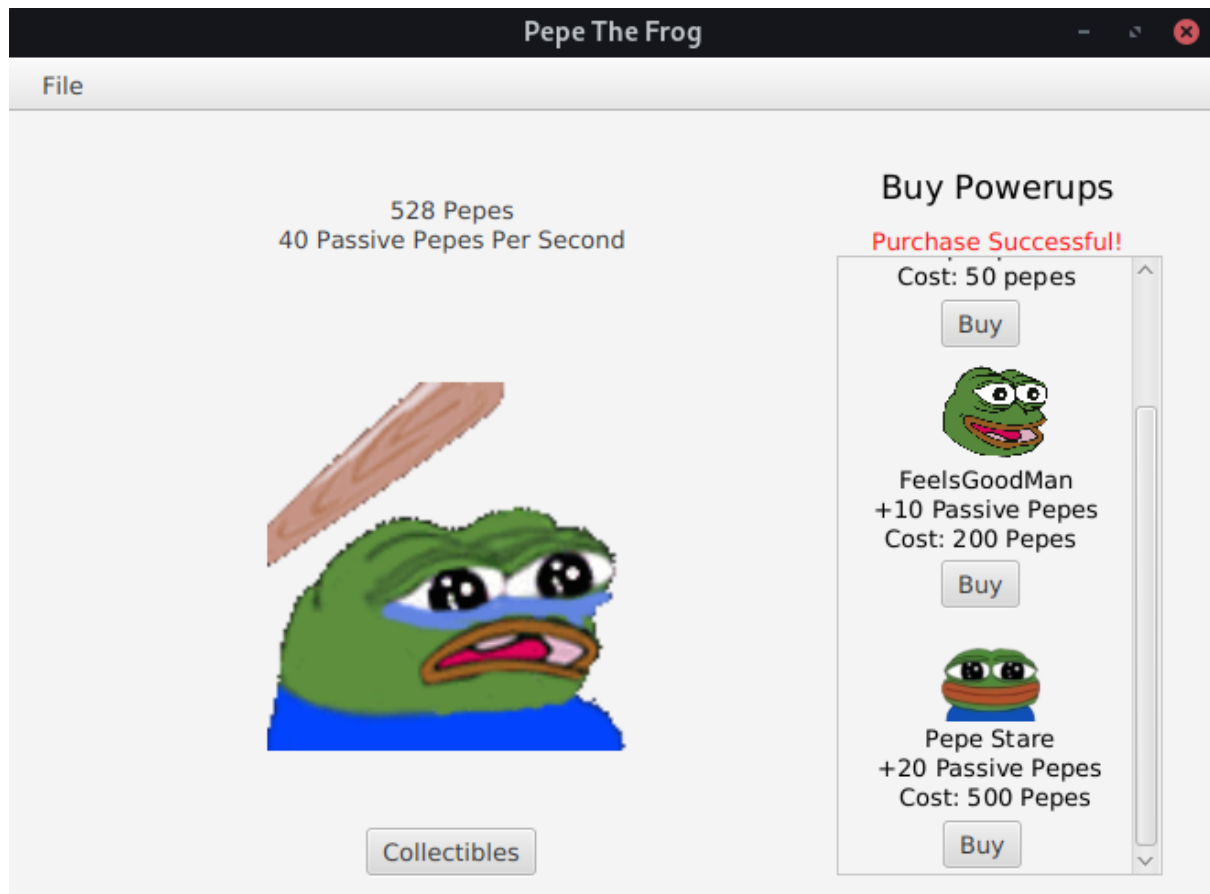 Pepe The Frog
File
528 Pepes
40 Passive Pepes Per Second
Buy Powerups
Purchase Successful!
Cost: 50 pepes
Buy
FeelsGoodMan
+10 Passive Pepes
Cost: 200 Pepes
Buy
Pepe Stare
+20 Passive Pepes
Cost: 500 Pepes
Buy
Collectibles